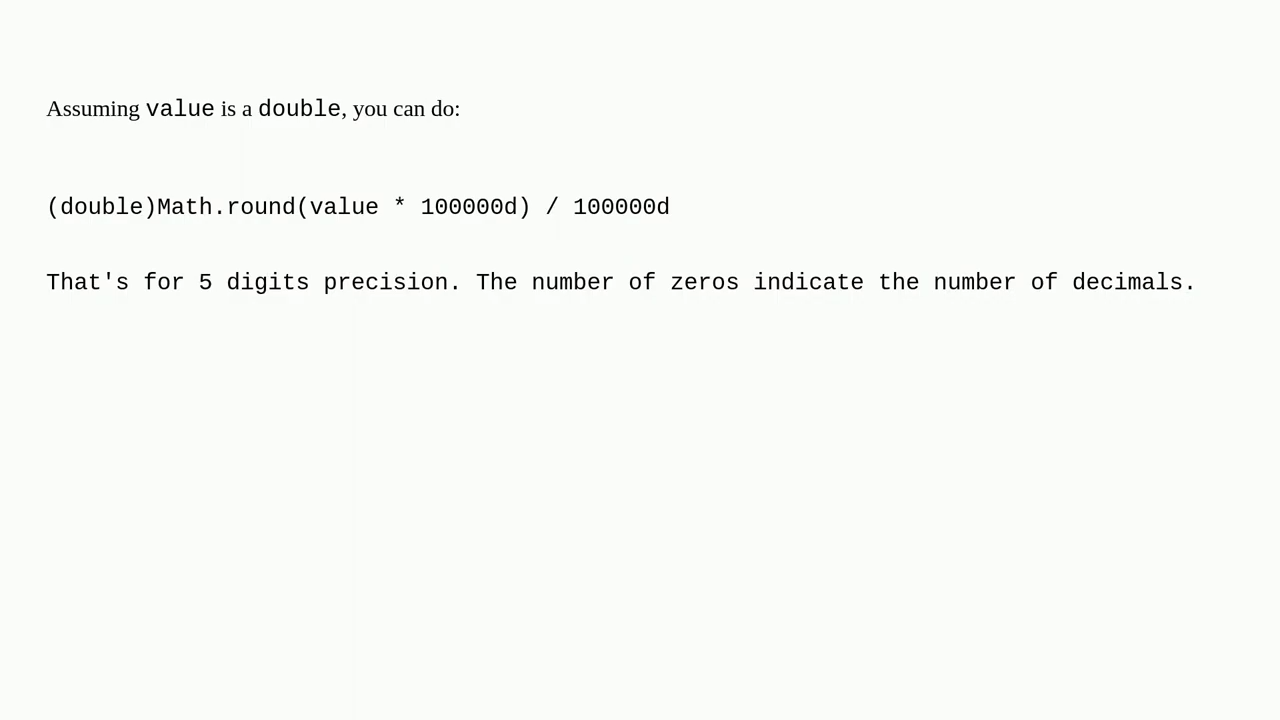 Assuming value is a double, you can do:
(double)Math.round(value * 100000d) / 100000d
That's for 5 digits precision. The number of zeros indicate the number of decimals.